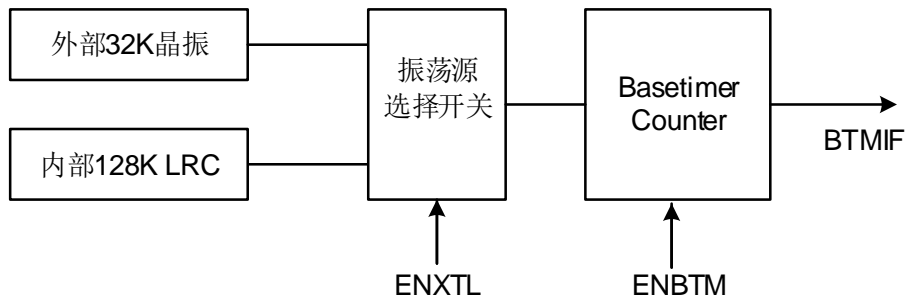 外部32K晶振
内部128K LRC
振荡源
选择开关
Basetimer
Counter
BTMIF
ENXTL
ENBTM